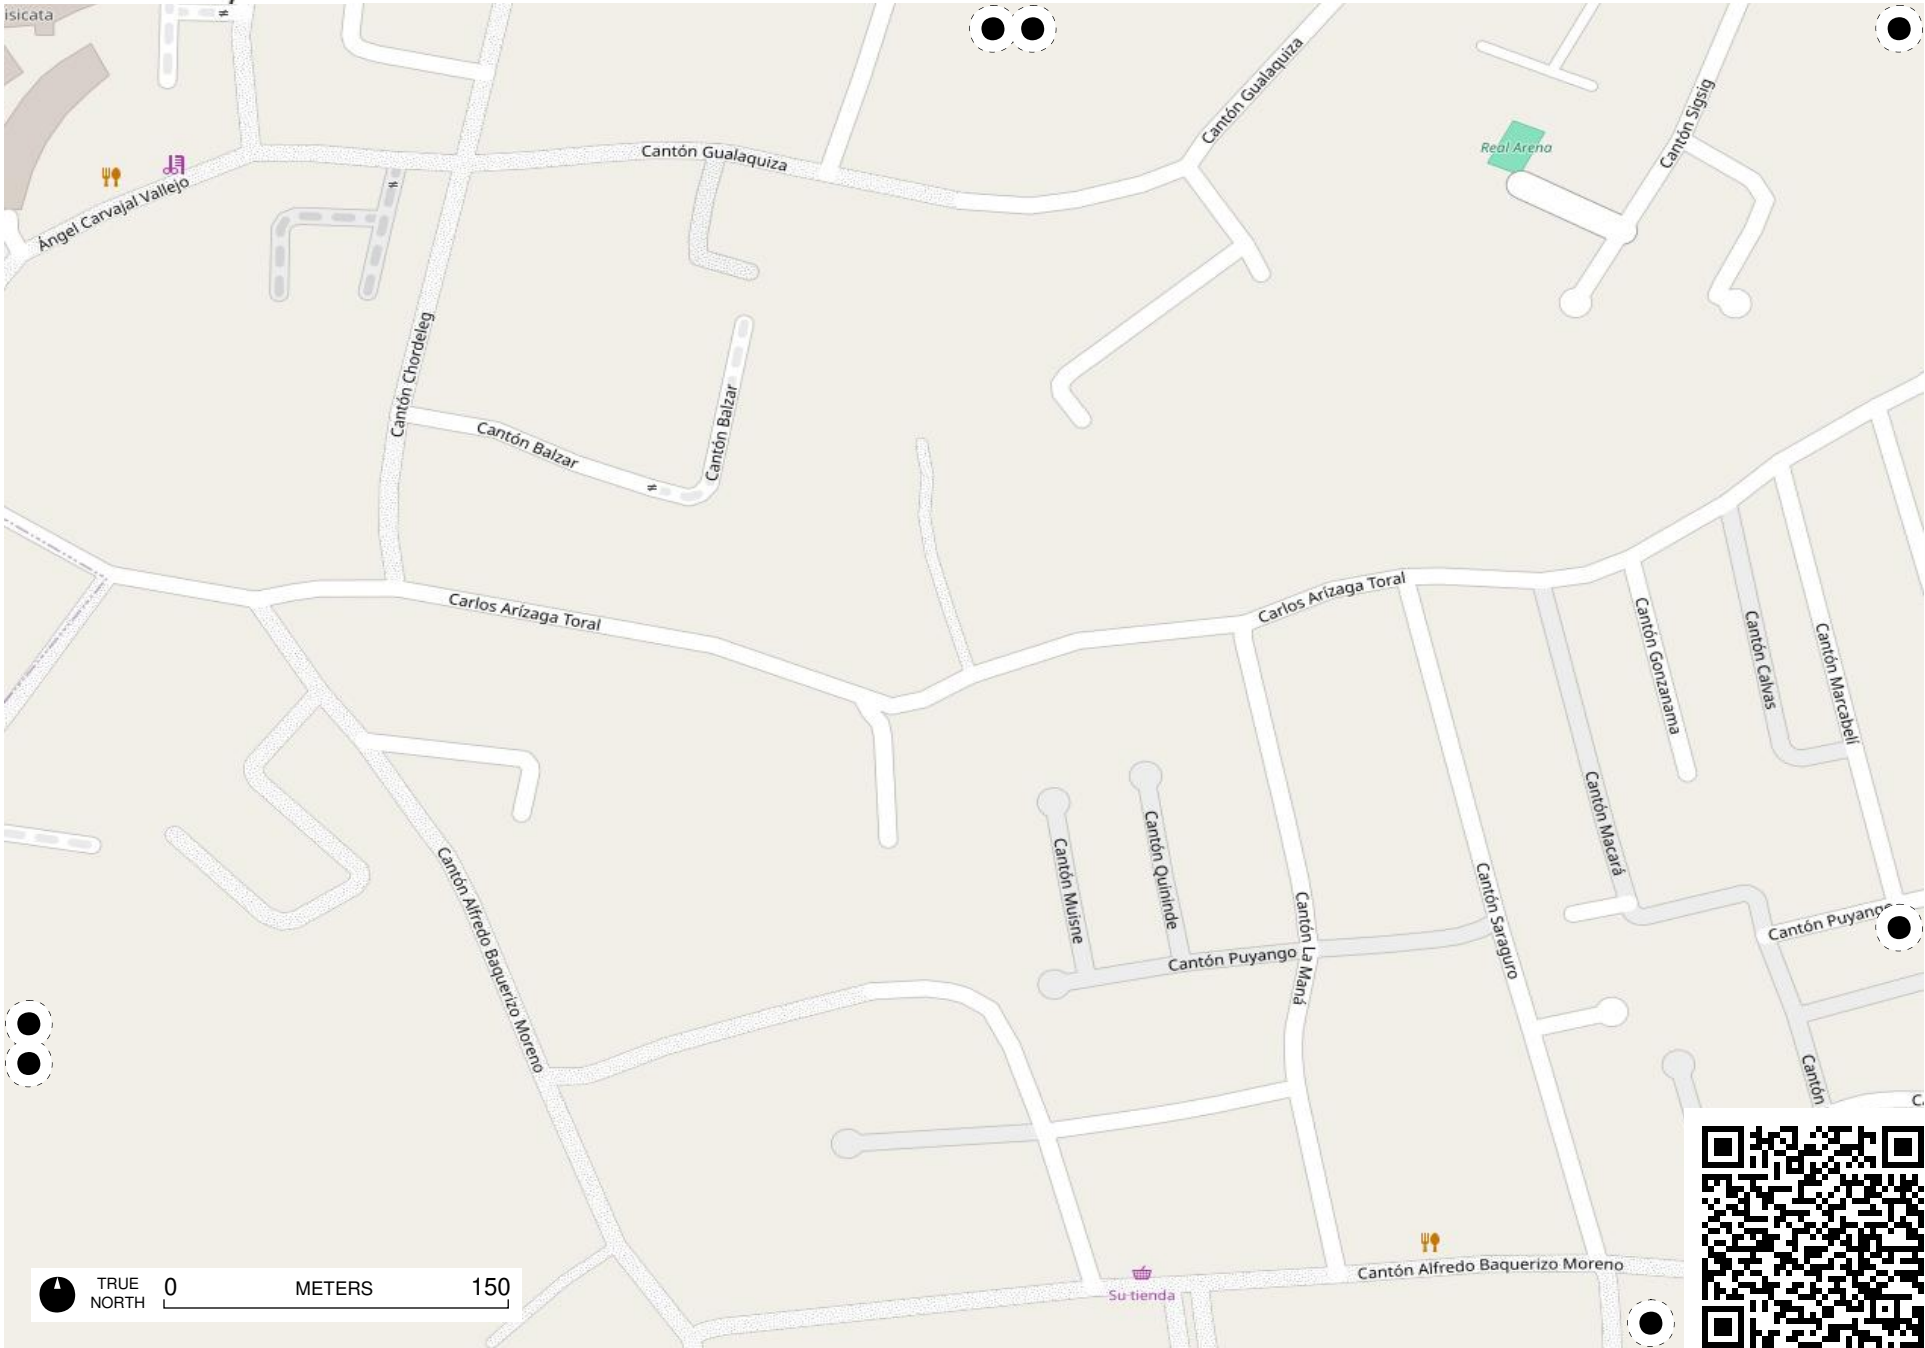 isicata
Cantón Gualaquiza
Cantón Sigsig
Real Arena
Cantón Gualaquiza
Ángel Carvajal Vallejo
Cantón Chordeleg
Cantón Balzar
Cantón Balzar
Carlos Arízaga Toral
Carlos Arízaga Toral
Cantón Gonzanama
Cantón Calvas
Cantón Marcabelí
Cantón Macará
Cantón Muisne
Cantón Quininde
Cantón La Maná
Cantón Saraguro
Cantón Puyango
Cantón Puyango
Cantón Alfredo Baquerizo Moreno
Cantón
Ca
Cantón Alfredo Baquerizo Moreno
Su tienda
TRUE
NORTH
0 METERS 150